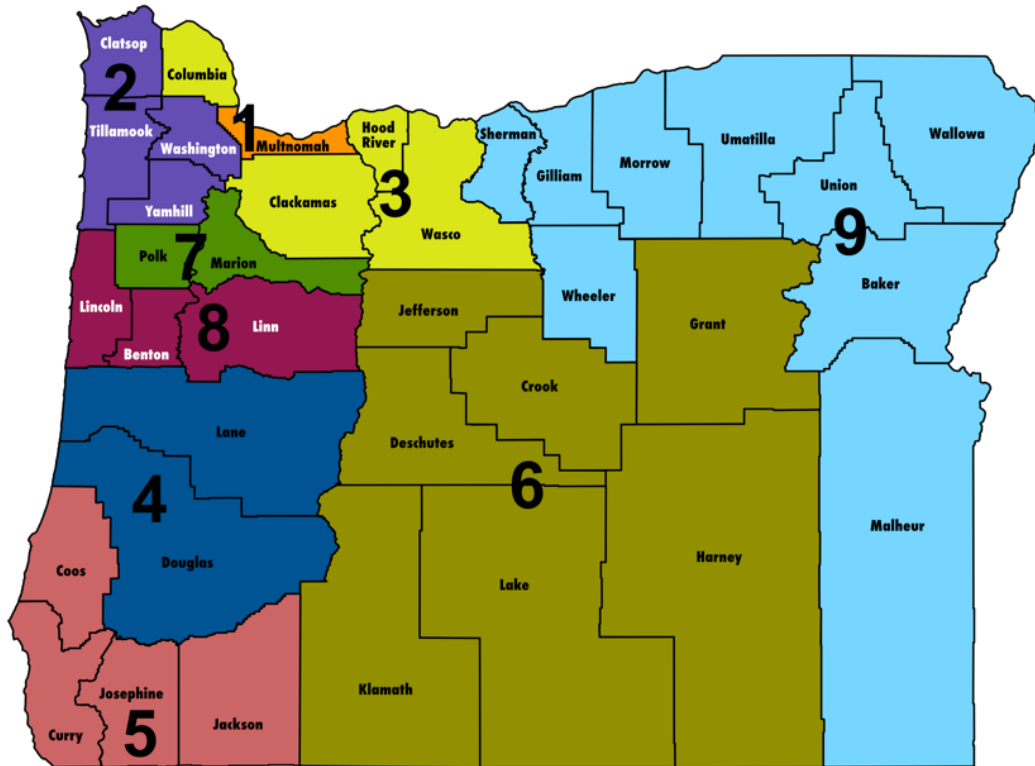 Clatsop
2
Columbia
Tillamook
Washington
1
Multnomah
Hood
River
Sherman
Gilliam
Morrow
Umatilla
Wallowa
Union
9
Baker
Yamhill
Clackamas
3
Wasco
Polk
7
Marion
Wheeler
Grant
Lincoln
8
Linn
Benton
Jefferson
Crook
Deschutes
Lane
4
Douglas
6
Malheur
Harney
Lake
Coos
Klamath
Josephine
Jackson
Curry
5